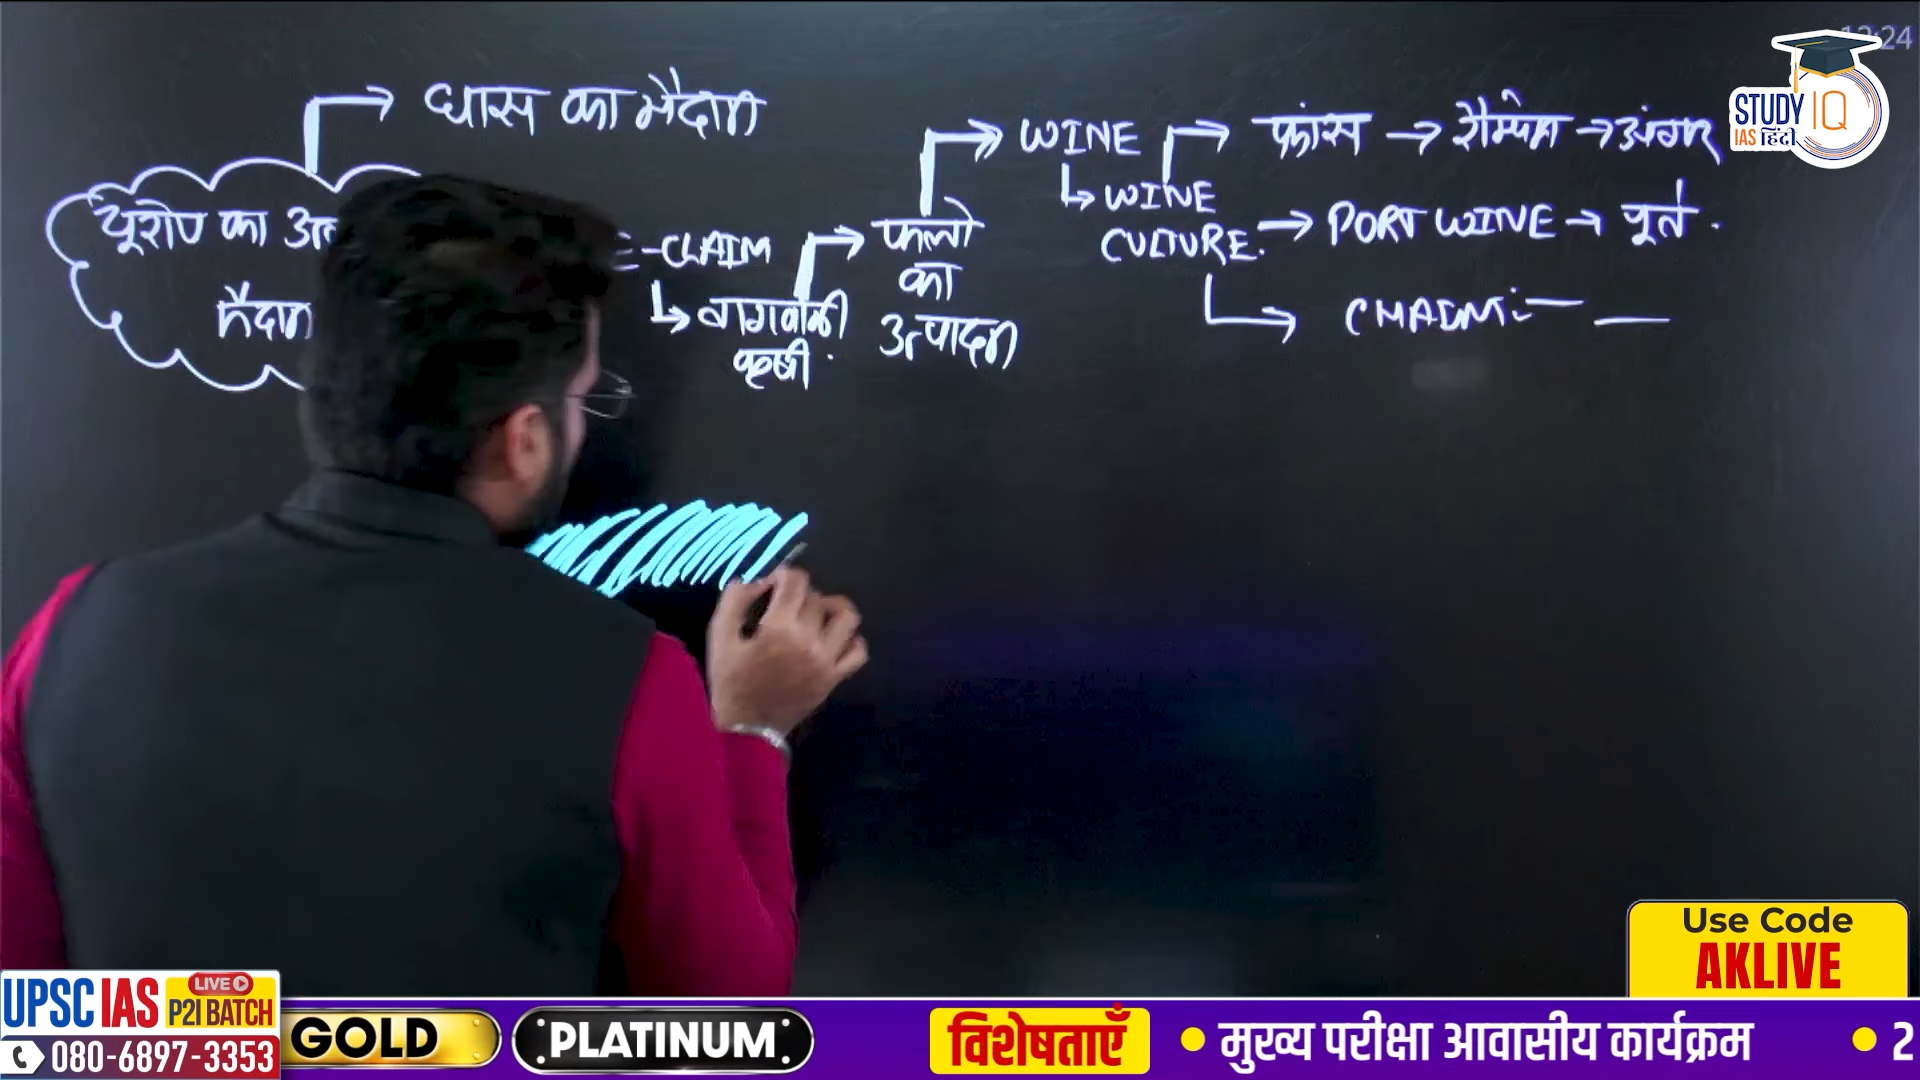 घास का मैदान
यूरोप का
मैदान
-CLAIM
बागवानी
कृषी
फलो
का
उत्पादन
WINE
WINE
CULTURE.
फ्रांस → शैम्पेन → अंगूर
PORT WINE → पुर्त.
STUDY IQ
IAS हिंदी
Use Code
AKLIVE
UPSC IAS
LIVE
P2I BATCH
080-6897-3353
GOLD
PLATINUM
विशेषताएँ
• मुख्य परीक्षा आवासीय कार्यक्रम
• 2